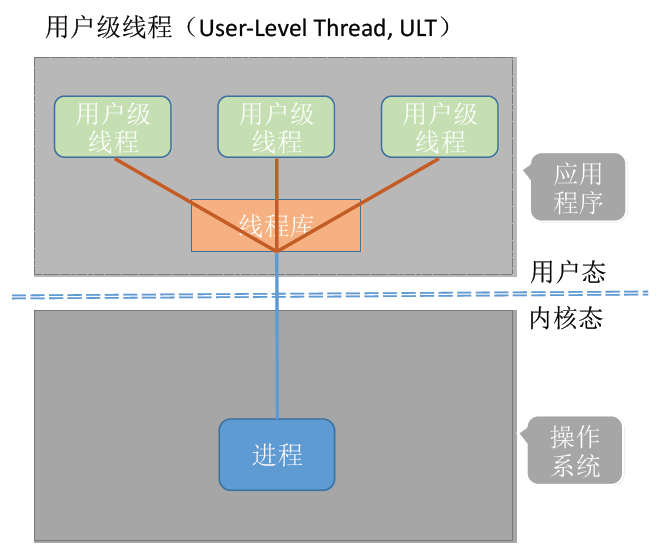 用户级线程（User-Level Thread, ULT）
用户级
线程
用户级
线程
用户级
线程
应用
程序
线程库
用户态
内核态
进程
操作
系统